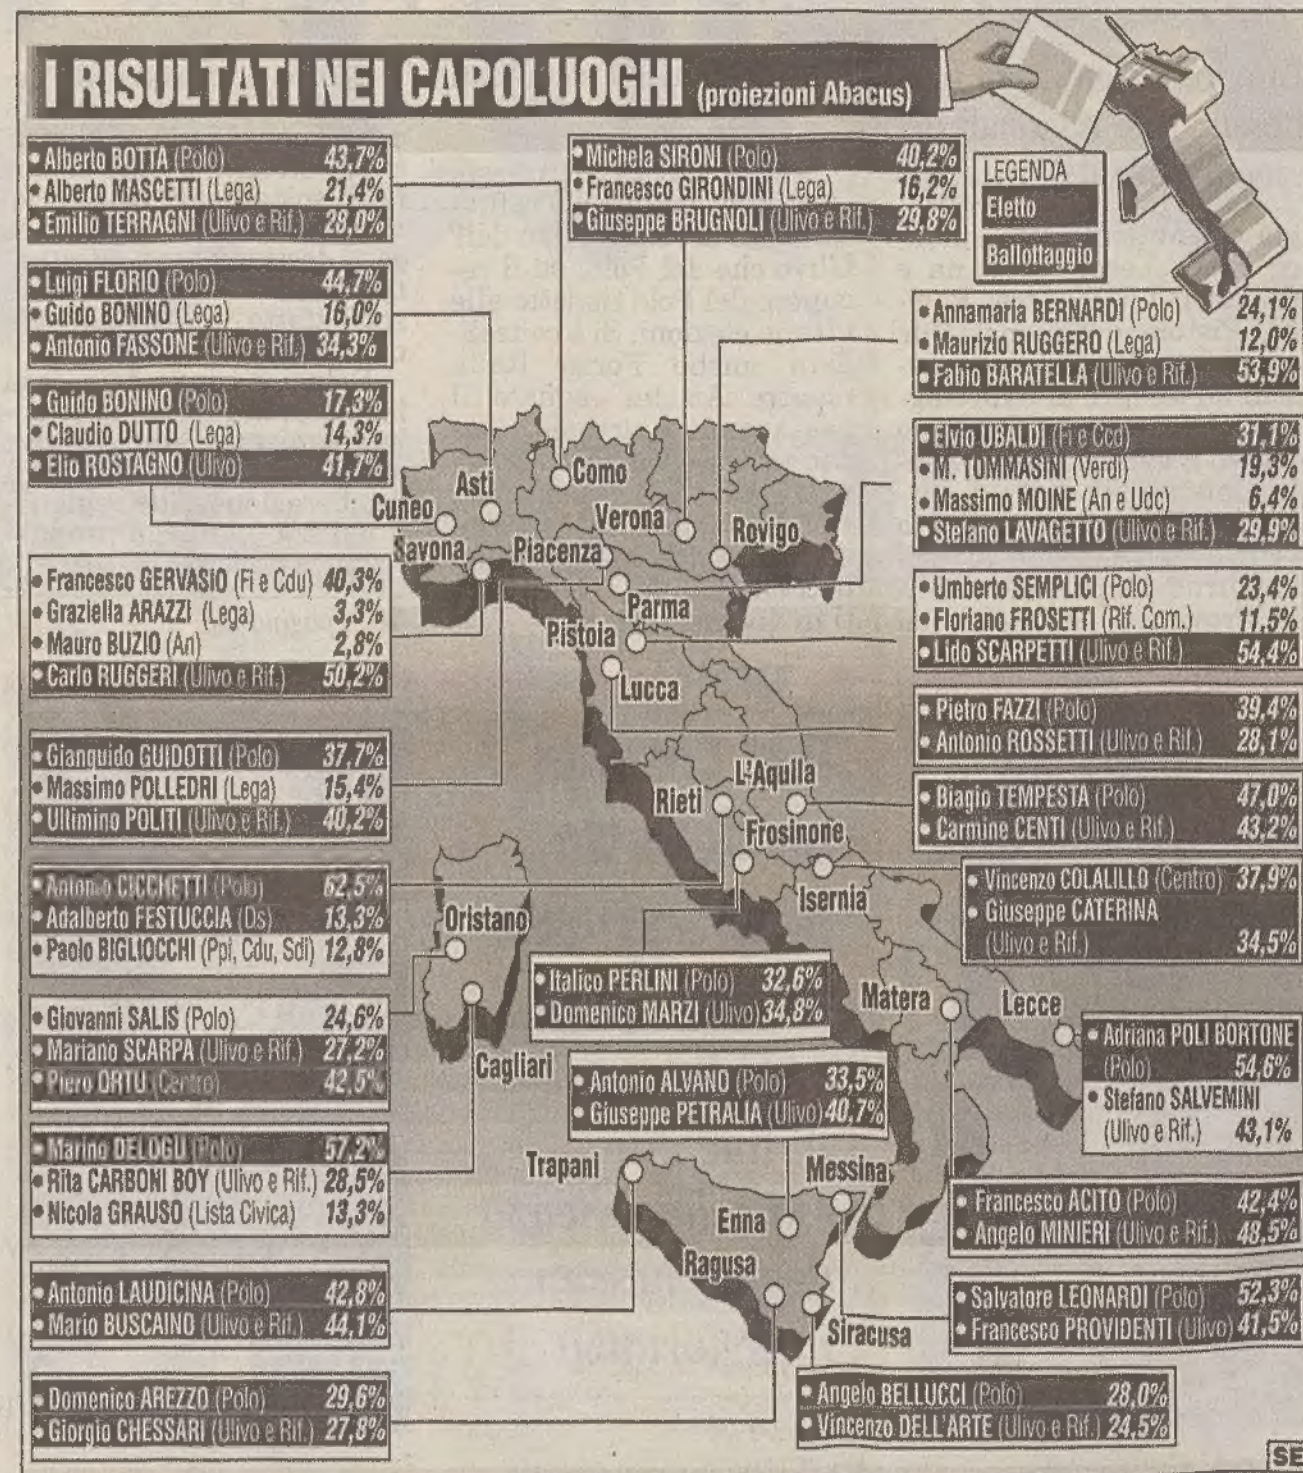 I RISULTATI NEI CAPOLUOGHI (proiezioni Abacus)
LEGENDA
Eletto
Ballottaggio
• Alberto BOTTA (Polo) 43,7%
• Alberto MASCETTI (Lega) 21,4%
• Emilio TERRAGNI (Ulivo e Rif.) 28,0%
• Michela SIRONI (Polo) 40,2%
• Francesco GIRONDINI (Lega) 16,2%
• Giuseppe BRUGNOLI (Ulivo e Rif.) 29,8%
• Luigi FLORIO (Polo) 44,7%
• Guido BONINO (Lega) 16,0%
• Antonio FASSONE (Ulivo e Rif.) 34,3%
• Annamaria BERNARDI (Polo) 24,1%
• Maurizio RUGGERO (Lega) 12,0%
• Fabio BARATELLA (Ulivo e Rif.) 53,9%
• Guido BONINO (Polo) 17,3%
• Claudio DUTTO (Lega) 14,3%
• Elio ROSTAGNO (Ulivo) 41,7%
• Elvio UBALDI (Fi e Ccd) 31,1%
• M. TOMMASINI (Verdi) 19,3%
• Massimo MOINE (An e Udc) 6,4%
• Stefano LAVAGETTO (Ulivo e Rif.) 29,9%
• Francesco GERVASIO (Fi e Cdu) 40,3%
• Graziella ARAZZI (Lega) 3,3%
• Mauro BUZIO (An) 2,8%
• Carlo RUGGERI (Ulivo e Rif.) 50,2%
• Umberto SEMPLICI (Polo) 23,4%
• Floriano FROSETTI (Rif. Com.) 11,5%
• Lido SCARPETTI (Ulivo e Rif.) 54,4%
• Pietro FAZZI (Polo) 39,4%
• Antonio ROSSETTI (Ulivo e Rif.) 28,1%
• Gianguido GUIDOTTI (Polo) 37,7%
• Massimo POLLEDRI (Lega) 15,4%
• Ultimino POLITI (Ulivo e Rif.) 40,2%
• Biagio TEMPESTA (Polo) 47,0%
• Carmine CENTI (Ulivo e Rif.) 43,2%
• Antonio CICCHETTI (Polo) 62,5%
• Adalberto FESTUCCIA (Ds) 13,3%
• Paolo BIGLIOCCHI (Ppi, Cdu, Sdi) 12,8%
• Vincenzo COLALILLO (Centro) 37,9%
• Giuseppe CATERINA
(Ulivo e Rif.) 34,5%
• Giovanni SALIS (Polo) 24,6%
• Mariano SCARPA (Ulivo e Rif.) 27,2%
• Piero ORTU (Centro) 42,5%
• Italico PERLINI (Polo) 32,6%
• Domenico MARZI (Ulivo) 34,8%
• Adriana POLI BORTONE
(Polo) 54,6%
• Stefano SALVEMINI
(Ulivo e Rif.) 43,1%
• Marino DELOGU (Polo) 57,2%
• Rita CARBONI BOY (Ulivo e Rif.) 28,5%
• Nicola GRAUSO (Lista Civica) 13,3%
• Antonio ALVANO (Polo) 33,5%
• Giuseppe PETRALIA (Ulivo) 40,7%
• Francesco ACITO (Polo) 42,4%
• Angelo MINIERI (Ulivo e Rif.) 48,5%
• Antonio LAUDICINA (Polo) 42,8%
• Mario BUSCAINO (Ulivo e Rif.) 44,1%
• Salvatore LEONARDI (Polo) 52,3%
• Francesco PROVIDENTI (Ulivo) 41,5%
• Domenico AREZZO (Polo) 29,6%
• Giorgio CHESSARI (Ulivo e Rif.) 27,8%
• Angelo BELLUCCI (Polo) 28,0%
• Vincenzo DELL'ARTE (Ulivo e Rif.) 24,5%
Como
Asti
Cuneo
Verona
Rovigo
Savona
Piacenza
Parma
Pistoia
Lucca
L'Aquila
Rieti
Frosinone
Isernia
Oristano
Cagliari
Matera
Lecce
Trapani
Messina
Enna
Ragusa
Siracusa
SE